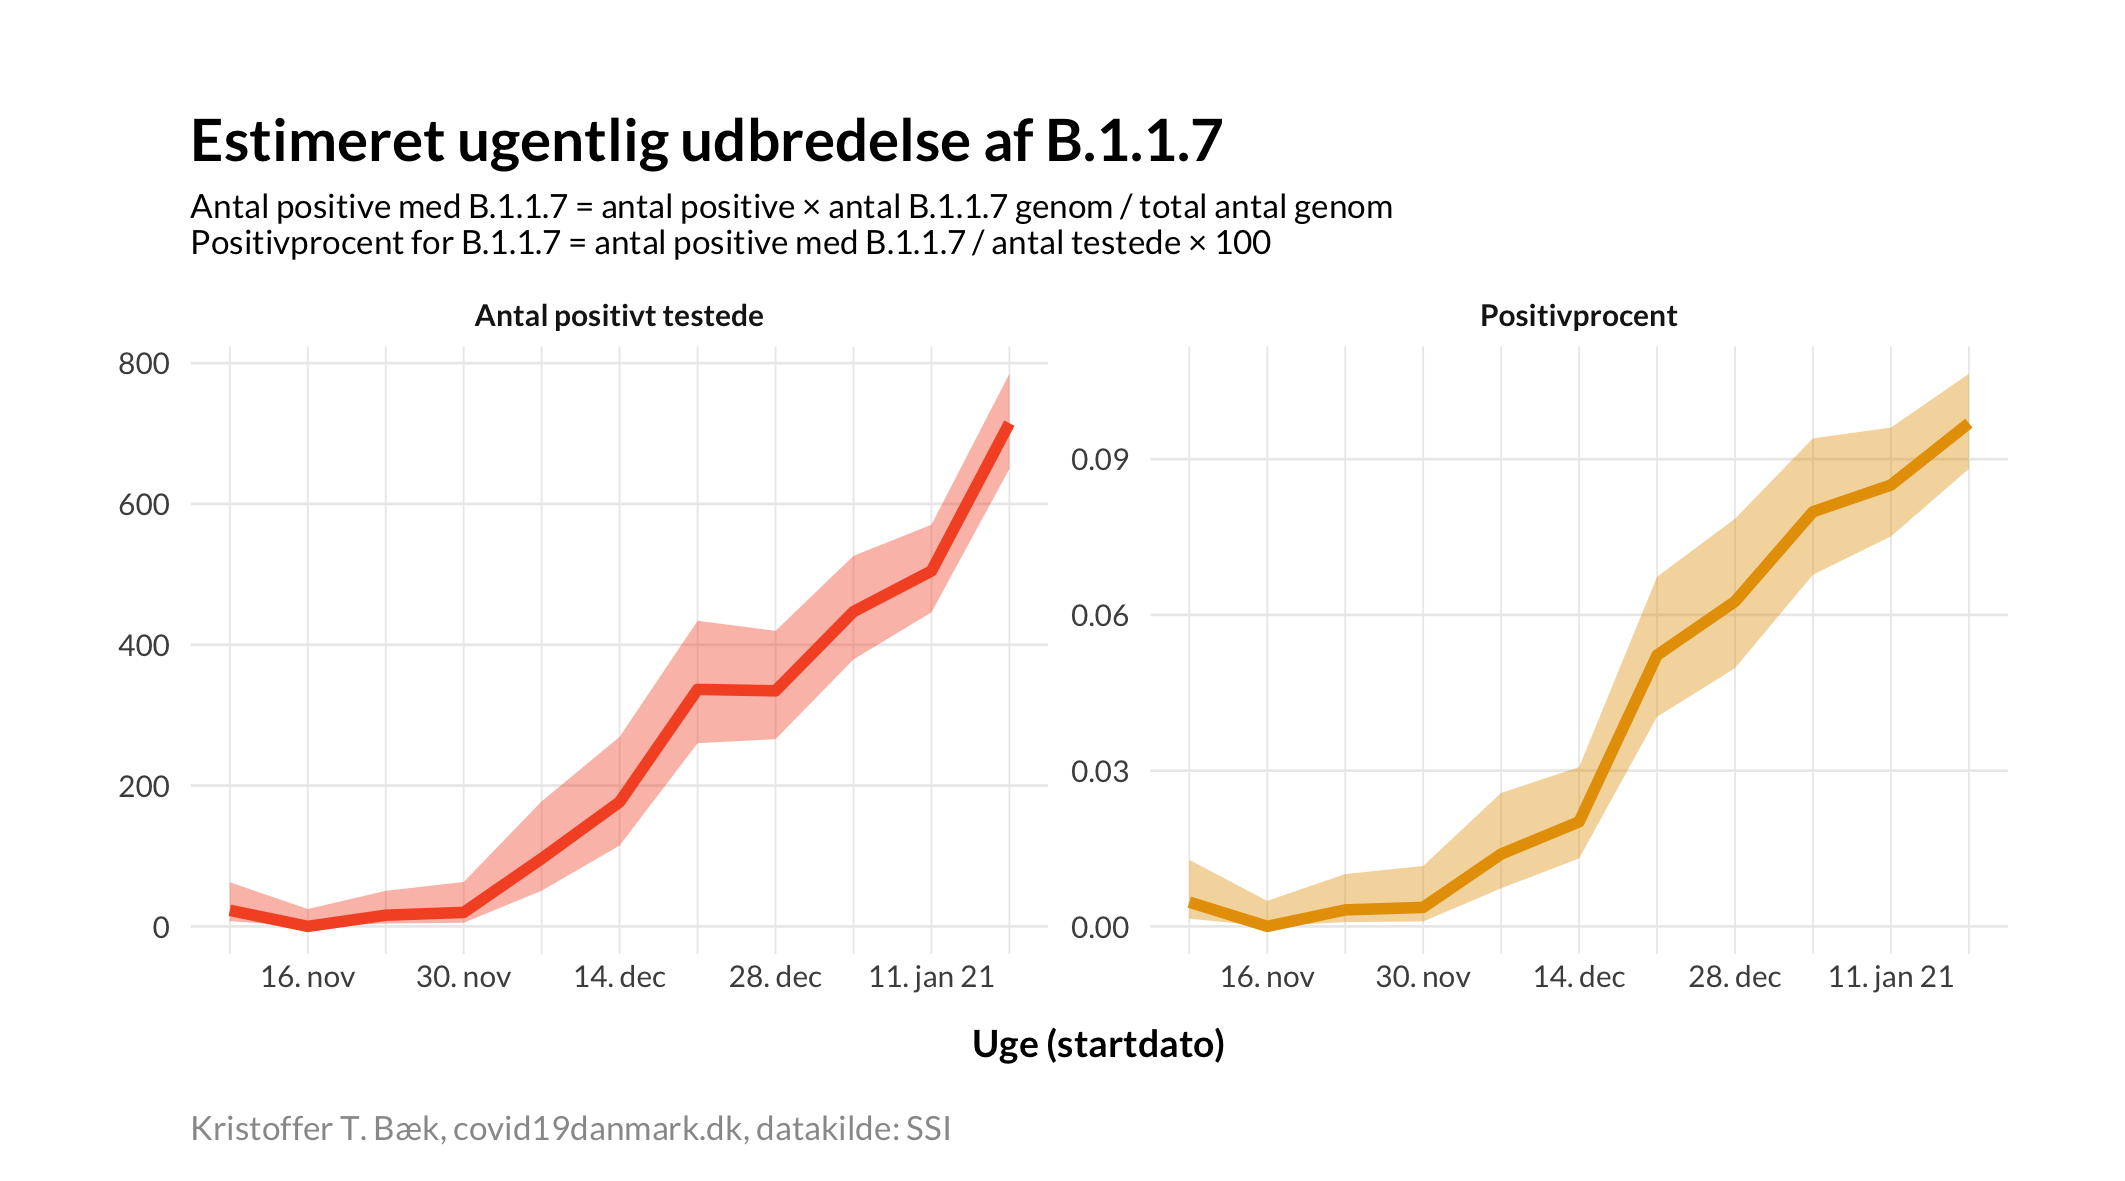 Estimeret ugentlig udbredelse af B.1.1.7
Antal positive med B.1.1.7 = antal positive × antal B.1.1.7 genom / total antal genom
Positivprocent for B.1.1.7 = antal positive med B.1.1.7 / antal testede × 100
Antal positivt testede
800
600
400
200
0
16. nov 30. nov 14. dec 28. dec 11. jan 21
Positivprocent
0.09
0.06
0.03
0.00
16. nov 30. nov 14. dec 28. dec 11. jan 21
Uge (startdato)
Kristoffer T. Bæk, covid19danmark.dk, datakilde: SSI